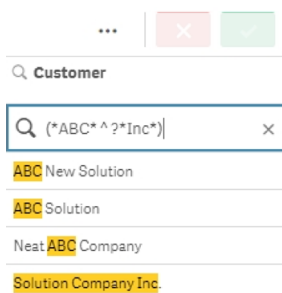 Customer
(*ABC* ^ ?*Inc*)
ABC New Solution
ABC Solution
Neat ABC Company
Solution Company Inc.